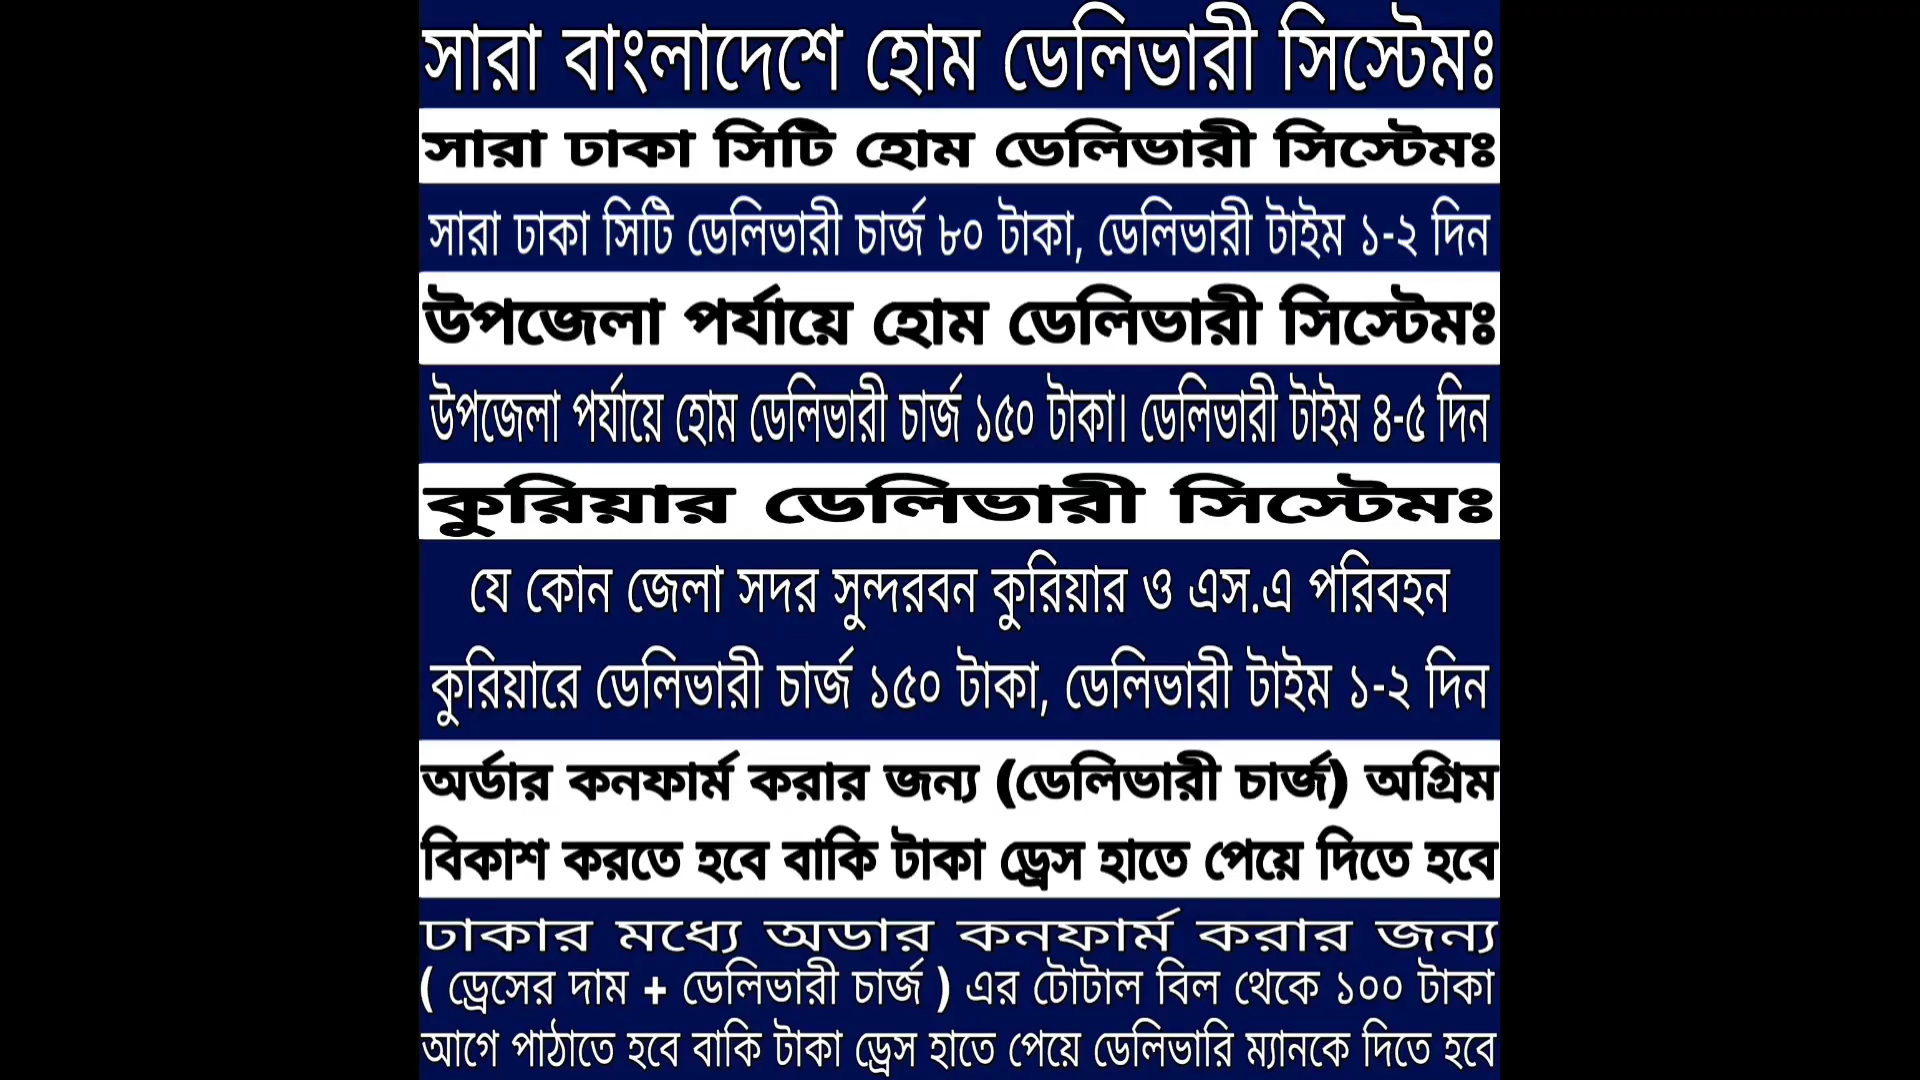 সারা বাংলাদেশে হোম ডেলিভারী সিস্টেমঃ
সারা ঢাকা সিটি হোম ডেলিভারী সিস্টেমঃ
সারা ঢাকা সিটি ডেলিভারী চার্জ ৮০ টাকা, ডেলিভারী টাইম ১-২ দিন
উপজেলা পর্যায়ে হোম ডেলিভারী সিস্টেমঃ
উপজেলা পর্যায়ে হোম ডেলিভারী চার্জ ১৫০ টাকা। ডেলিভারী টাইম ৪-৫ দিন
কুরিয়ার ডেলিভারী সিস্টেমঃ
যে কোন জেলা সদর সুন্দরবন কুরিয়ার ও এস.এ পরিবহন
কুরিয়ারে ডেলিভারী চার্জ ১৫০ টাকা, ডেলিভারী টাইম ১-২ দিন
অর্ডার কনফার্ম করার জন্য (ডেলিভারী চার্জ) অগ্রিম
বিকাশ করতে হবে বাকি টাকা ড্রেস হাতে পেয়ে দিতে হবে
ঢাকার মধ্যে অডার কনফার্ম করার জন্য
( ড্রেসের দাম + ডেলিভারী চার্জ ) এর টোটাল বিল থেকে ১০০ টাকা
আগে পাঠাতে হবে বাকি টাকা ড্রেস হাতে পেয়ে ডেলিভারি ম্যানকে দিতে হবে